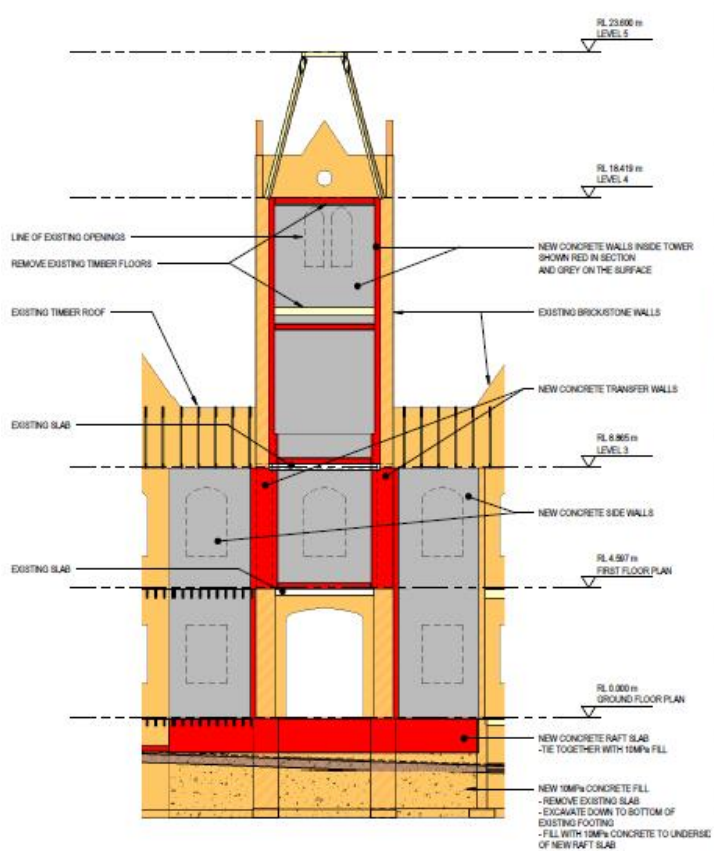 RL 23.600 m
LEVEL 5
RL 18.419 m
LEVEL 4
LINE OF EXISTING OPENINGS
REMOVE EXISTING TIMBER FLOORS
NEW CONCRETE WALLS INSIDE TOWER
SHOWN RED IN SECTION
AND GREY ON THE SURFACE
EXISTING TIMBER ROOF
EXISTING BRICK/STONE WALLS
NEW CONCRETE TRANSFER WALLS
EXISTING SLAB
RL 8.865 m
LEVEL 3
NEW CONCRETE SIDE WALLS
EXISTING SLAB
RL 4.597 m
FIRST FLOOR PLAN
RL 0.000 m
GROUND FLOOR PLAN
NEW CONCRETE RAFT SLAB
-TIE TOGETHER WITH 10MPa FILL
NEW 10MPa CONCRETE FILL
- REMOVE EXISTING SLAB
- EXCAVATE DOWN TO BOTTOM OF
EXISTING FOOTING
- FILL WITH 10MPa CONCRETE TO UNDERSID
OF NEW RAFT SLAB